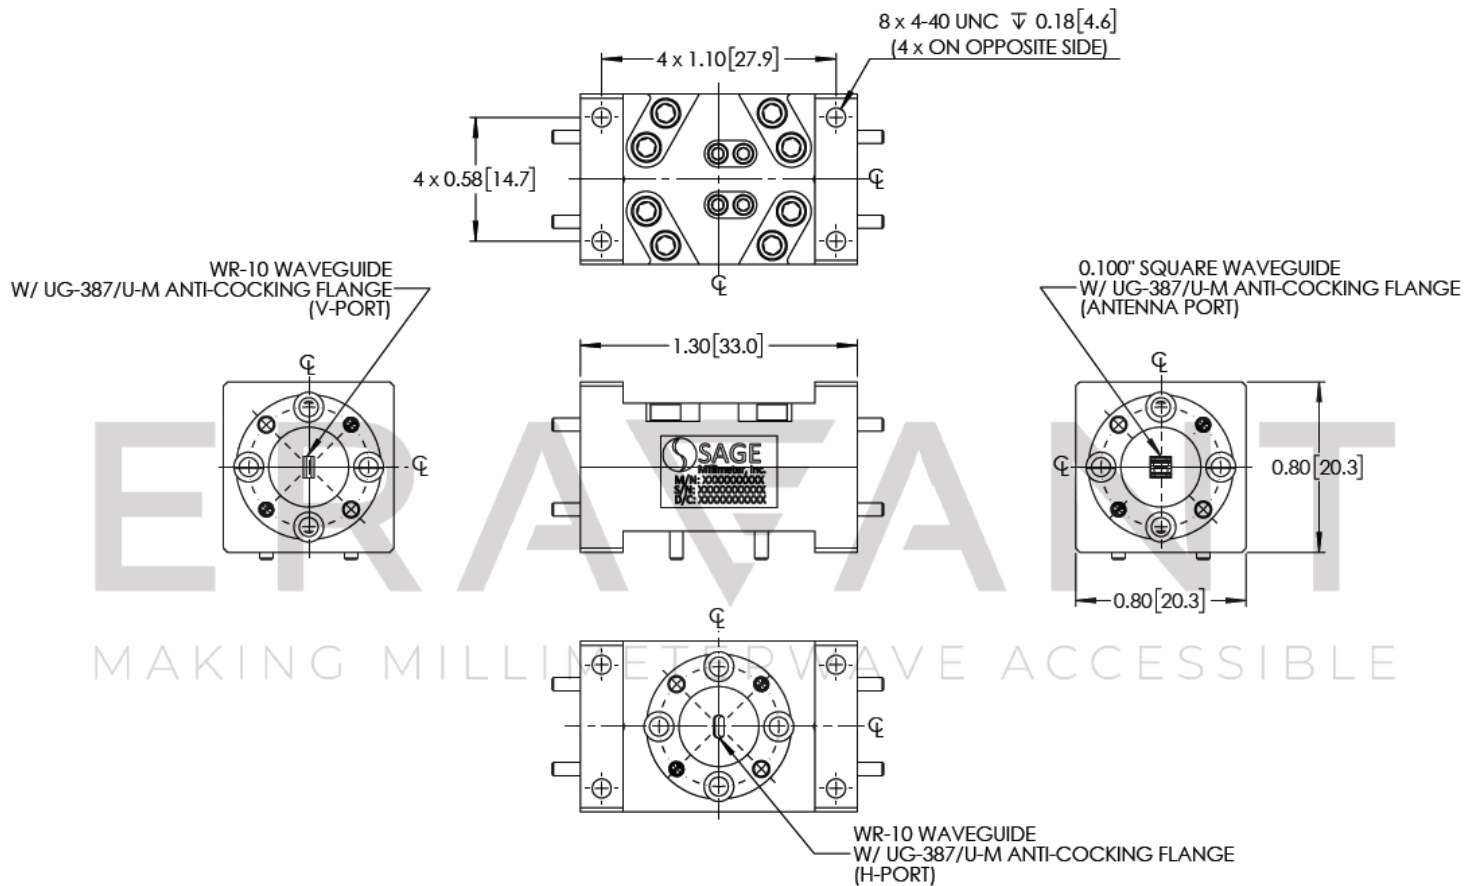 8 x 4-40 UNC ↧ 0.18[4.6]
(4 x ON OPPOSITE SIDE)
4 x 1.10[27.9]
4 x 0.58[14.7]
℄
℄
WR-10 WAVEGUIDE
W/ UG-387/U-M ANTI-COCKING FLANGE
(V-PORT)
0.100" SQUARE WAVEGUIDE
W/ UG-387/U-M ANTI-COCKING FLANGE
(ANTENNA PORT)
1.30[33.0]
℄
℄
℄
℄
SAGE
Millimeter, Inc.
M/N: XXXXXXXXXX
S/N: XXXXXXXXXXX
D/C: XXXXXXXXXXX
0.80[20.3]
0.80[20.3]
ERAVANT
MAKING MILLIMETERWAVE ACCESSIBLE
℄
℄
WR-10 WAVEGUIDE
W/ UG-387/U-M ANTI-COCKING FLANGE
(H-PORT)